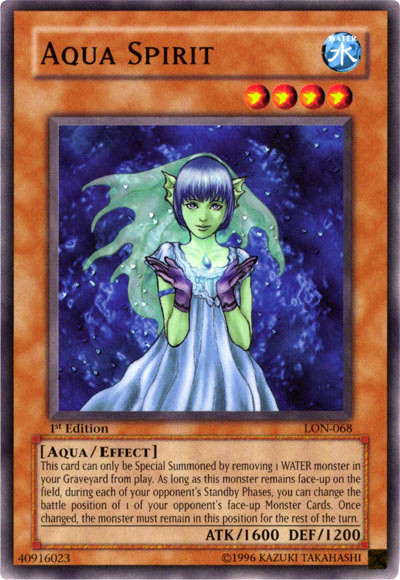 AQUA SPIRIT
WATER
水
1st Edition
LON-068
[AQUA/EFFECT]
This card can only be Special Summoned by removing 1 WATER monster in
your Graveyard from play. As long as this monster remains face-up on the
field, during each of your opponent's Standby Phases, you can change the
battle position of 1 of your opponent's face-up Monster Cards. Once
changed, the monster must remain in this position for the rest of the turn.
ATK/1600 DEF/1200
40916023
©1996 KAZUKI TAKAHASHI